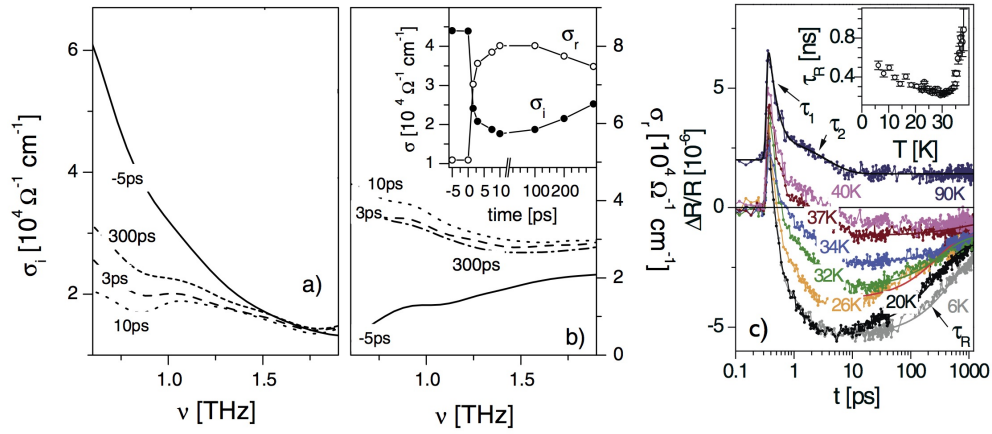 6
4
2
σi [10⁴ Ω⁻¹ cm⁻¹]
-5ps
300ps
3ps
10ps
a)
1.0
1.5
ν [THz]
σ [10⁴ Ω⁻¹ cm⁻¹]
4
3
2
1
σr
σi
-5 0 5 10 100 200
time [ps]
10ps
3ps
300ps
-5ps
b)
1.0
1.5
ν [THz]
8
6
4
2
0
σr [10⁴ Ω⁻¹ cm⁻¹]
ΔR/R [10⁻⁶]
5
0
-5
τR [ns]
0.8
0.4
0 10 20 30
T [K]
τ1
τ2
90K
40K
37K
34K
32K
26K
20K
6K
τR
c)
0.1 1 10 100 1000
t [ps]